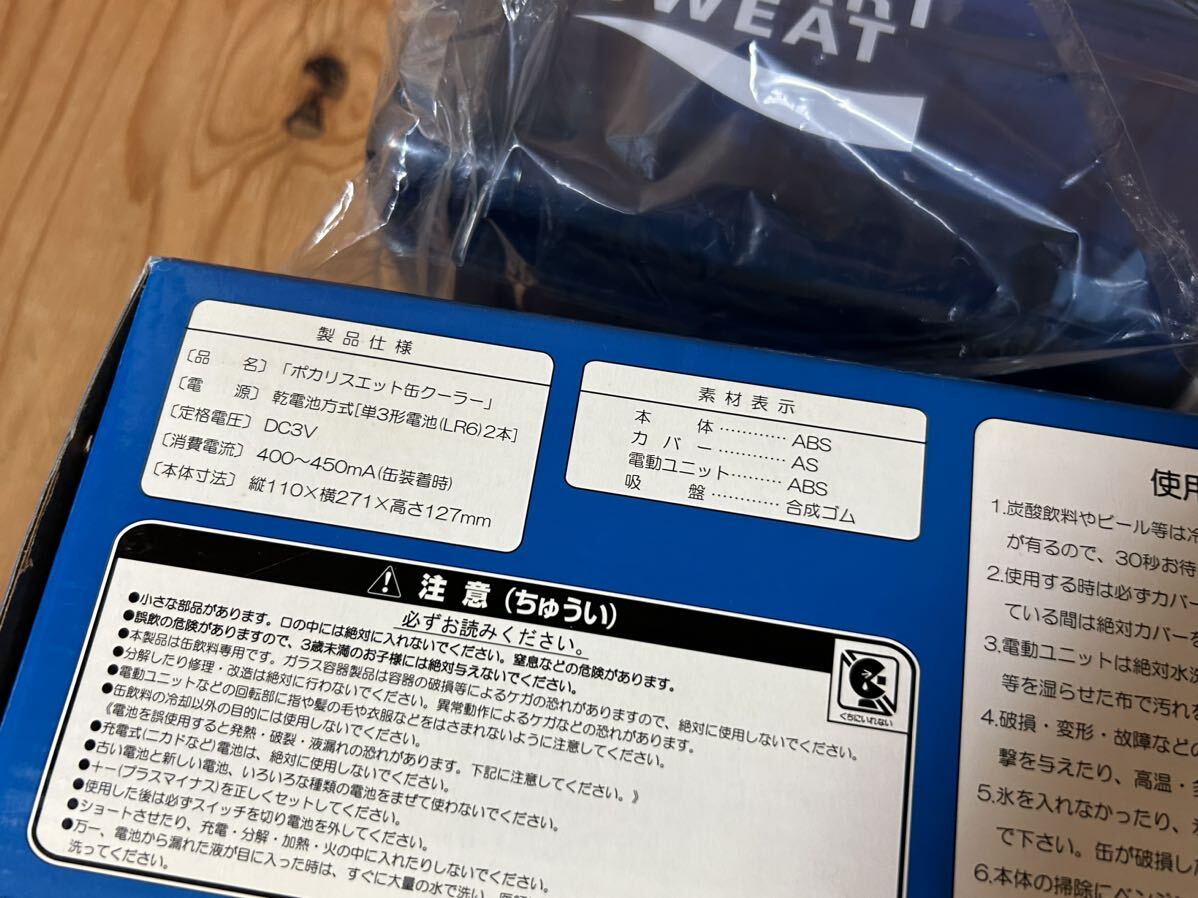 SWEAT
製品仕様
〔品 名〕 「ポカリスエット缶クーラー」
〔電 源〕 乾電池方式[単3形電池(LR6)2本]
〔定格電圧〕 DC3V
〔消費電流〕 400～450mA(缶装着時)
〔本体寸法〕 縦110×横271×高さ127mm
素材表示
本 体 ………… ABS
カバー ………… AS
電動ユニット……… ABS
吸 盤 ………… 合成ゴム
注意(ちゅうい)
必ずお読みください。
●小さな部品があります。口の中には絶対に入れないでください。窒息などの危険があります。
●誤飲の危険がありますので、3歳未満のお子様には絶対与えないでください。
●本製品は缶飲料専用です。ガラス容器製品は容器の破損等によるケガの恐れがありますので、絶対に使用しないでください。
●分解したり修理・改造は絶対に行わないでください。異常動作によるケガなどの恐れがあります。
●電動ユニットなどの回転部に指や髪の毛や衣服などをはさまれないように注意してください。
●缶飲料の冷却以外の目的には使用しないでください。
《電池を誤使用すると発熱・破裂・液漏れの恐れがあります。下記に注意してください。》
●充電式(ニカドなど)電池は、絶対に使用しないでください。
●古い電池と新しい電池、いろいろな種類の電池をまぜて使わないでください。
●＋－(プラスマイナス)を正しくセットしてください。
●使用した後は必ずスイッチを切り電池を外してください。
●ショートさせたり、充電・分解・加熱・火の中に入れたりしないでください。
●万一、電池から漏れた液が目に入った時は、すぐに大量の水で洗い、
洗ってください。
くちにいれない
使用
1.炭酸飲料やビール等は冷
が有るので、30秒お待
2.使用する時は必ずカバー
ている間は絶対カバーを
3.電動ユニットは絶対水洗
等を湿らせた布で汚れを
4.破損・変形・故障などの
撃を与えたり、高温・多
5.氷を入れなかったり、
で下さい。缶が破損した
6.本体の掃除にベンジ